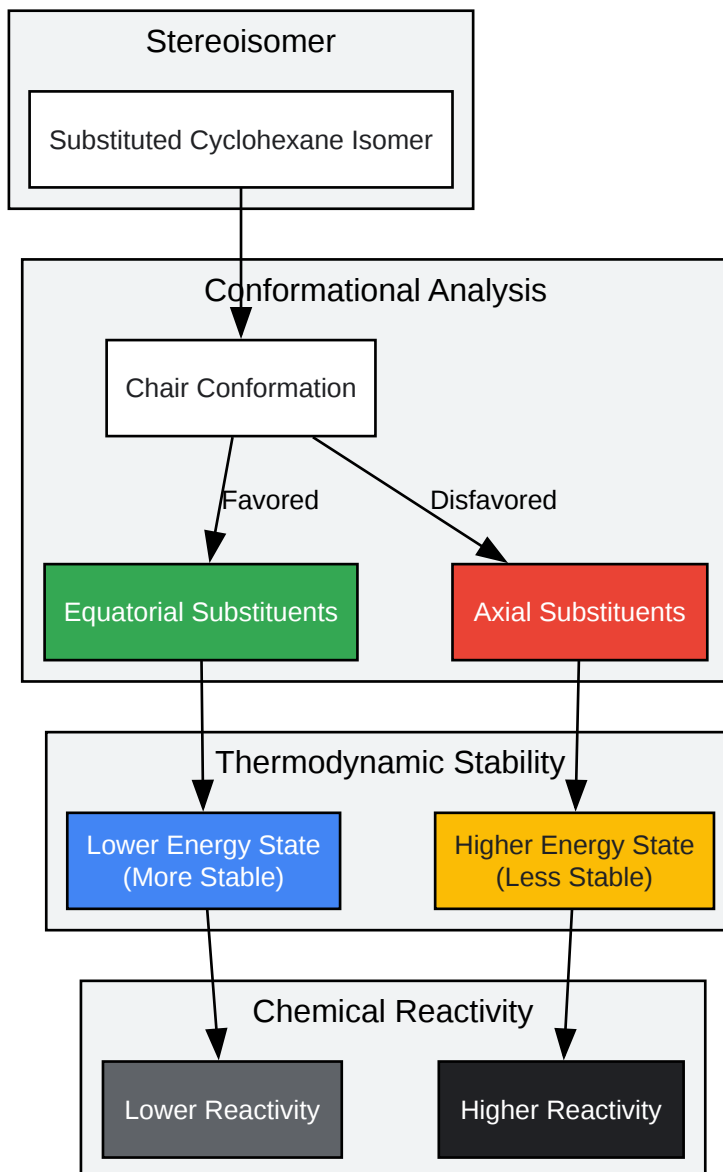 Stereoisomer
Substituted Cyclohexane Isomer
Conformational Analysis
Chair Conformation
Favored
Disfavored
Equatorial Substituents
Axial Substituents
Thermodynamic Stability
Lower Energy State
(More Stable)
Higher Energy State
(Less Stable)
Chemical Reactivity
Lower Reactivity
Higher Reactivity